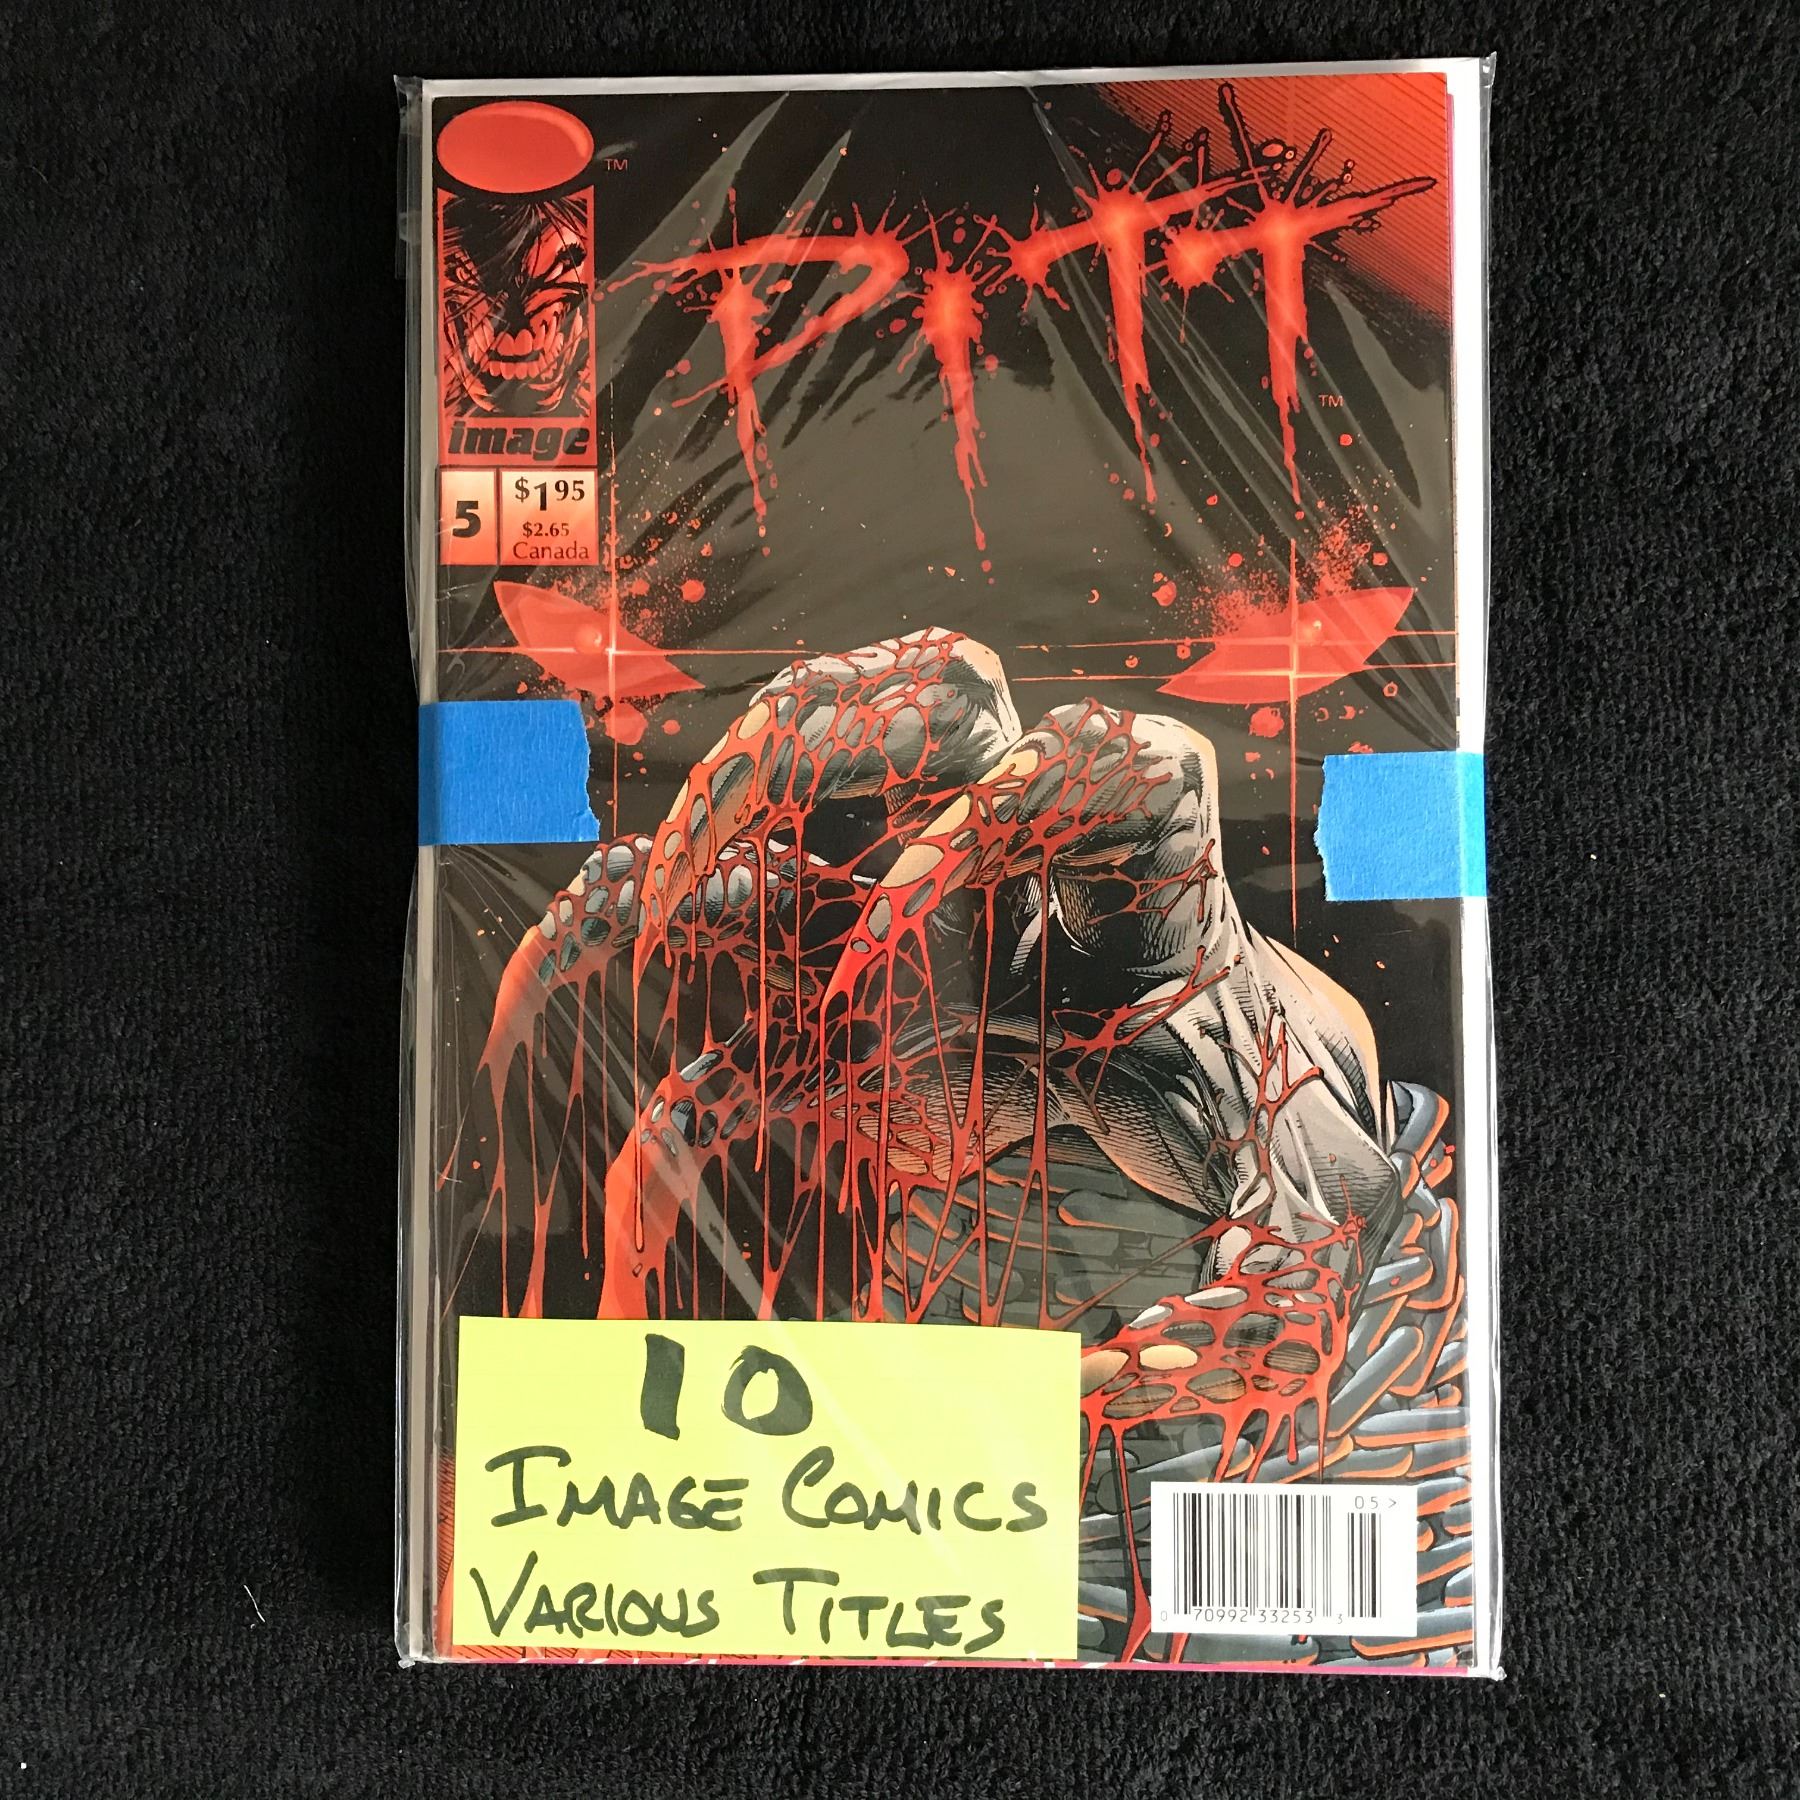 TM
PITT
TM
image
5
$1.95
$2.65
Canada
10
IMAGE COMICS
VARIOUS TITLES
05>
0 70992 33253 3